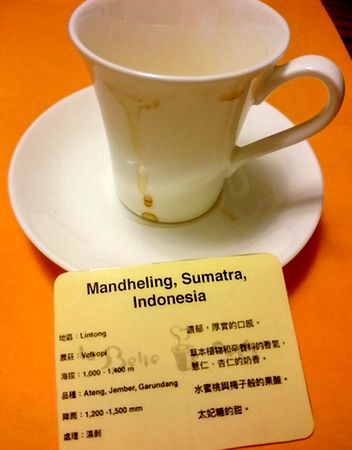 Mandheling, Sumatra,
Indonesia
地區：Lintong
農莊：Volkopi
海拔：1,000 - 1,400 m
品種：Ateng, Jember, Garundang
降雨：1,200 -1,500 mm
處理：濕剝
濃郁，厚實的口感。
草本植物和辛香料的香氣，
薏仁、杏仁的奶香。
水蜜桃與梅子般的果酸。
太妃糖的甜。